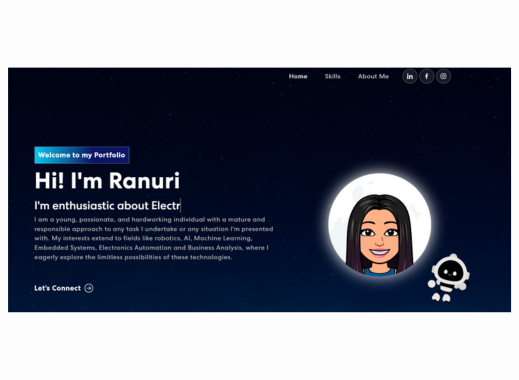 Home Skills About Me in f
Welcome to my Portfolio
Hi! I'm Ranuri
I'm enthusiastic about Electr
I am a young, passionate, and hardworking individual with a mature and
responsible approach to any task I undertake or any situation I'm presented
with. My interests extend to fields like robotics, AI, Machine Learning,
Embedded Systems, Electronics Automation and Business Analysis, where I
eagerly explore the limitless possibilities of these technologies.
Let's Connect